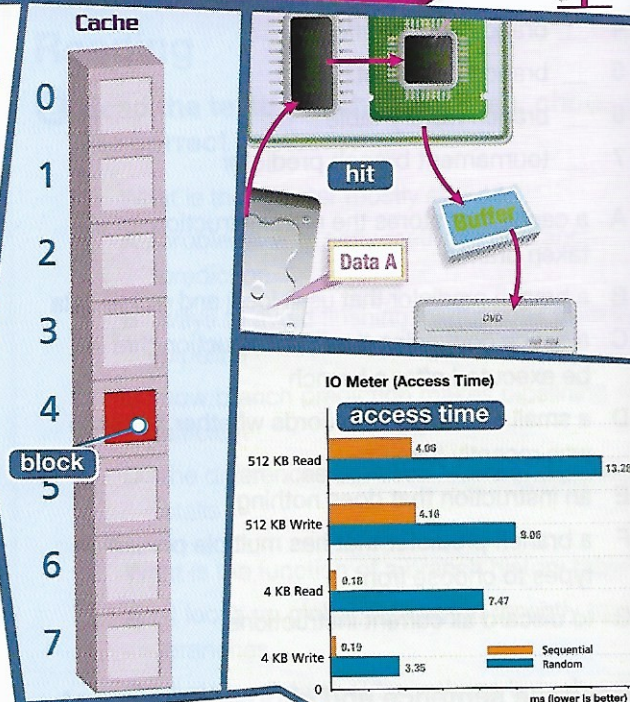 Cache
0
1
2
3
4
block
5
6
7
hit
Buffer
Data A
DVD
IO Meter (Access Time)
access time
512 KB Read
4.06
13.28
512 KB Write
4.16
9.06
4 KB Read
0.18
7.47
4 KB Write
0.19
3.35
0
Sequential
Random
ms (lower is better)